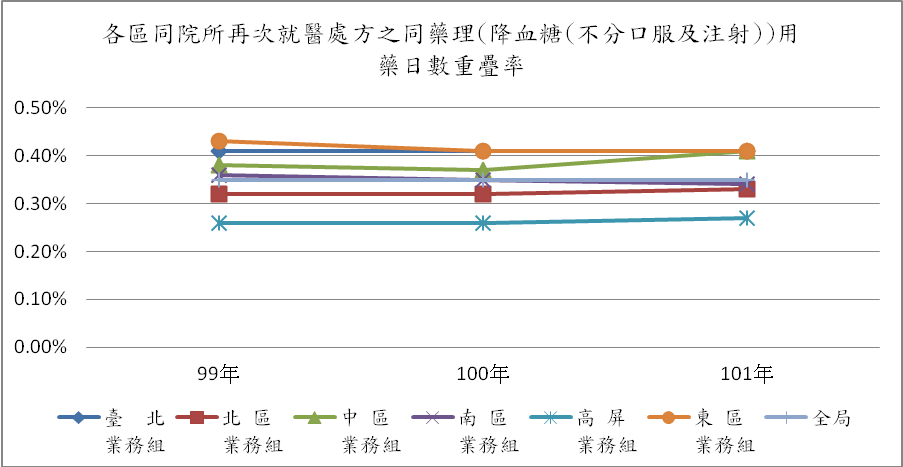 各區同院所再次就醫處方之同藥理(降血糖(不分口服及注射))用
藥日數重疊率
0.50%
0.40%
0.30%
0.20%
0.10%
0.00%
99年 100年 101年
臺 北 北 區 中 區 南 區 高 屏 東 區 全局
業務組 業務組 業務組 業務組 業務組 業務組